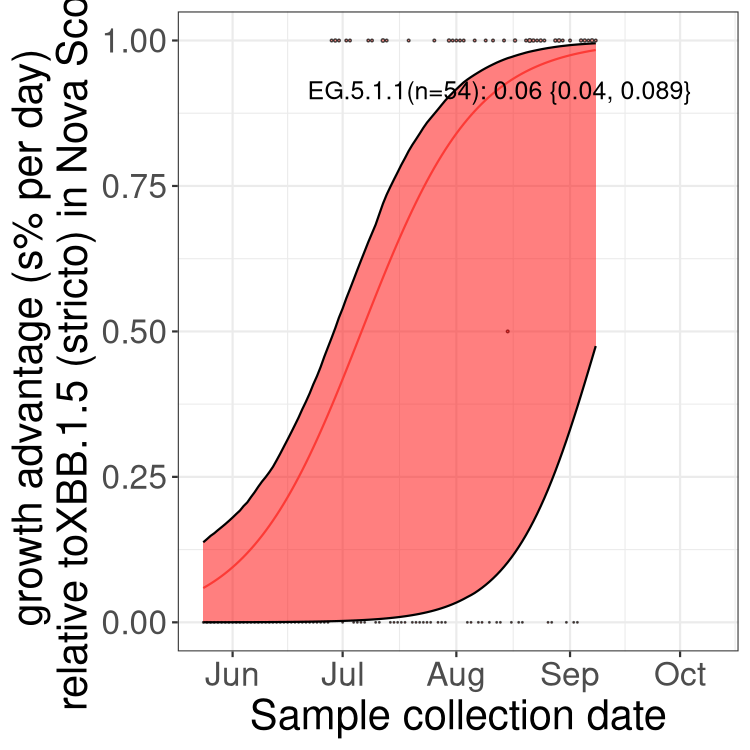 growth advantage (s% per day)
relative toXBB.1.5 (stricto) in Nova Sco
1.00
0.75
0.50
0.25
0.00
EG.5.1.1(n=54): 0.06 {0.04, 0.089}
Jun Jul Aug Sep Oct
Sample collection date